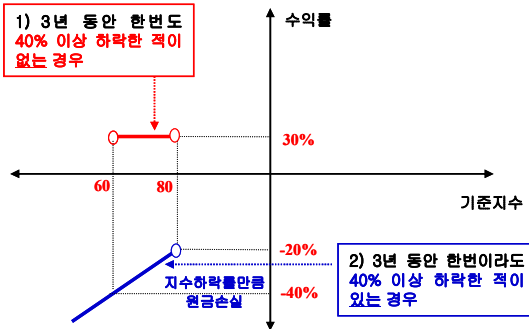 1) 3년 동안 한번도
40% 이상 하락한 적이
없는 경우
수익률
30%
60
80
기준지수
-20%
지수하락률만큼
원금손실
-40%
2) 3년 동안 한번이라도
40% 이상 하락한 적이
있는 경우